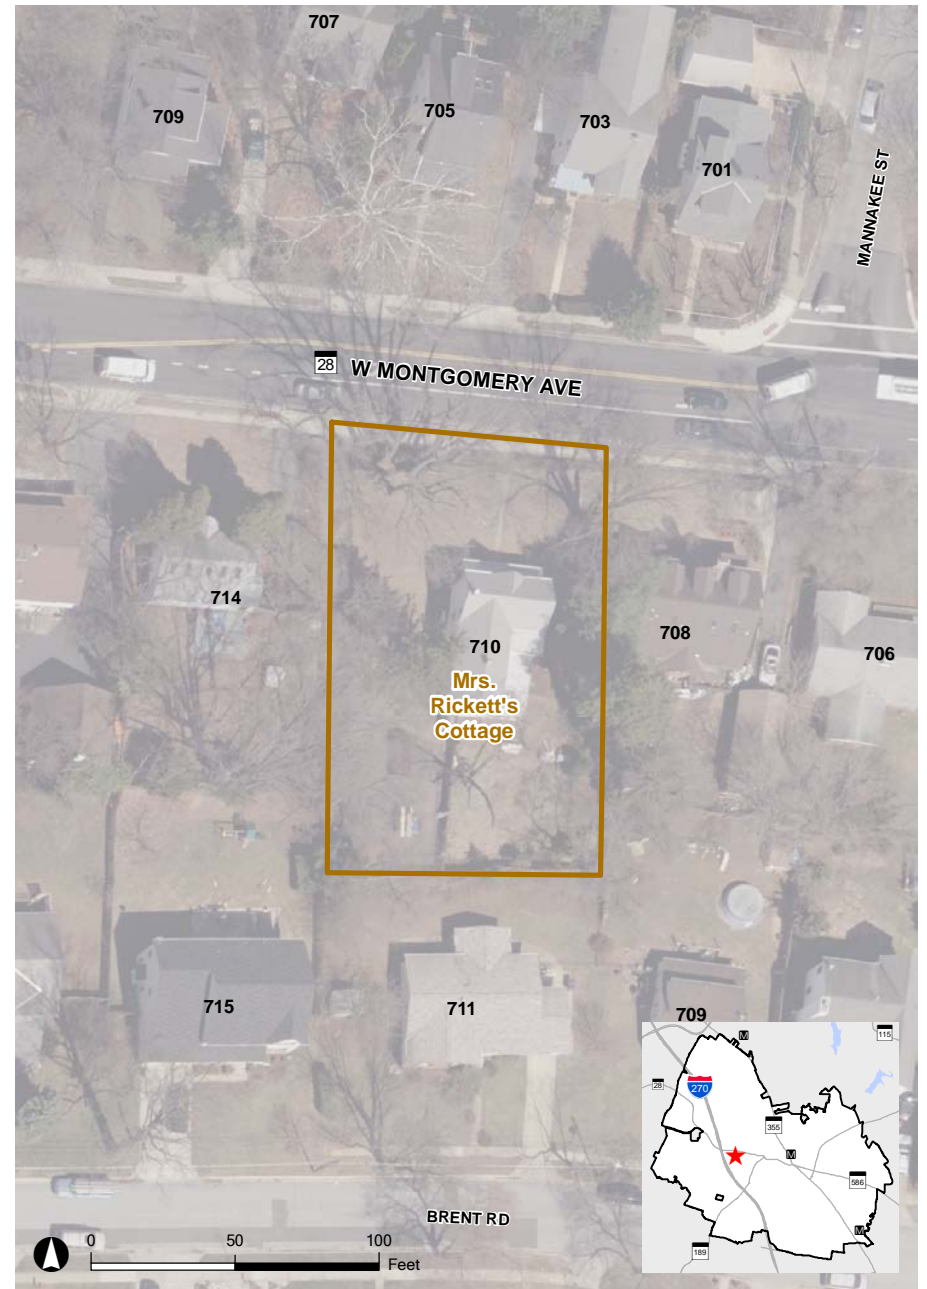 707
709
705
703
701
MANNAKEE ST
28
W MONTGOMERY AVE
714
710
708
706
Mrs.
Rickett's
Cottage
715
711
709
M
115
28
270
355
M
586
M
189
BRENT RD
0 50 100
Feet